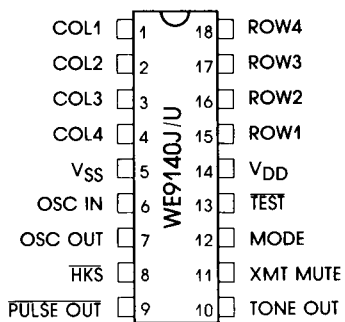 COL1 1 18 ROW4
COL2 2 17 ROW3
COL3 3 16 ROW2
COL4 4 15 ROW1
VSS 5 14 VDD
OSC IN 6 13 TEST
OSC OUT 7 12 MODE
HKS 8 11 XMT MUTE
PULSE OUT 9 10 TONE OUT
WE9140J/U